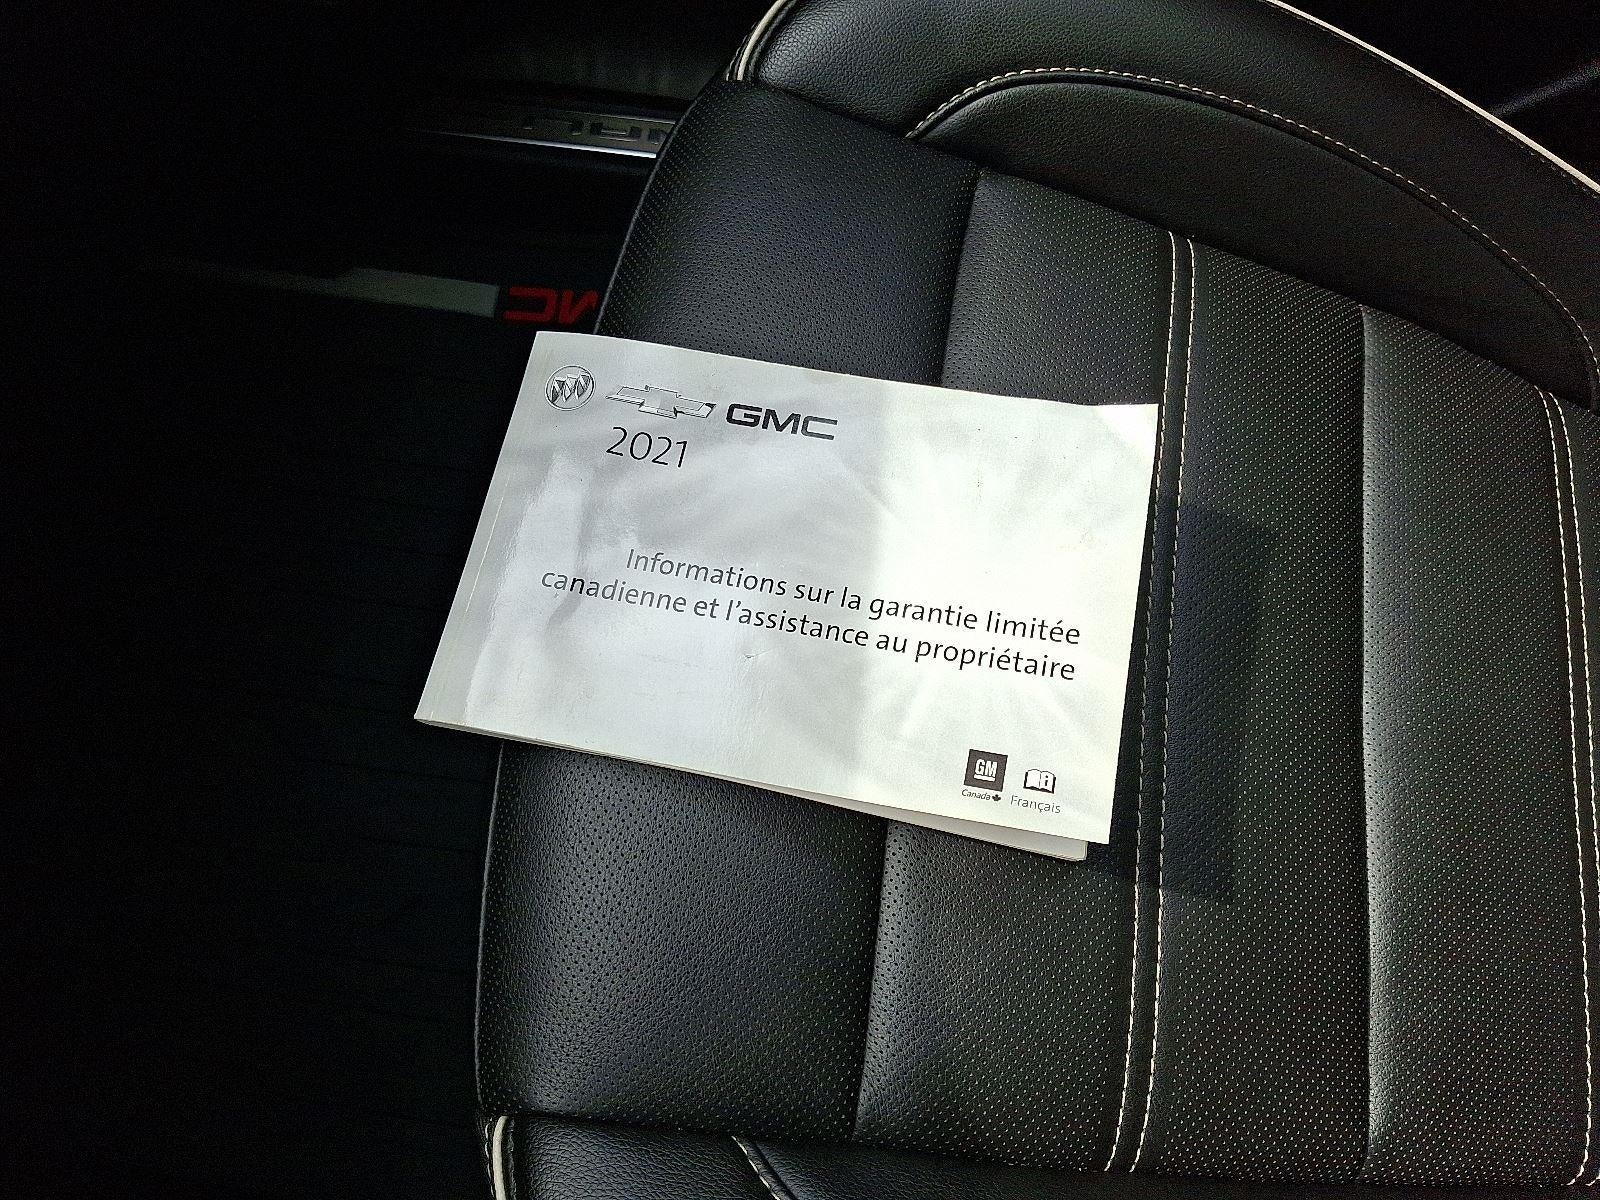 GMC
2021
Informations sur la garantie limitée
canadienne et l'assistance au propriétaire
GM
Canada
Français